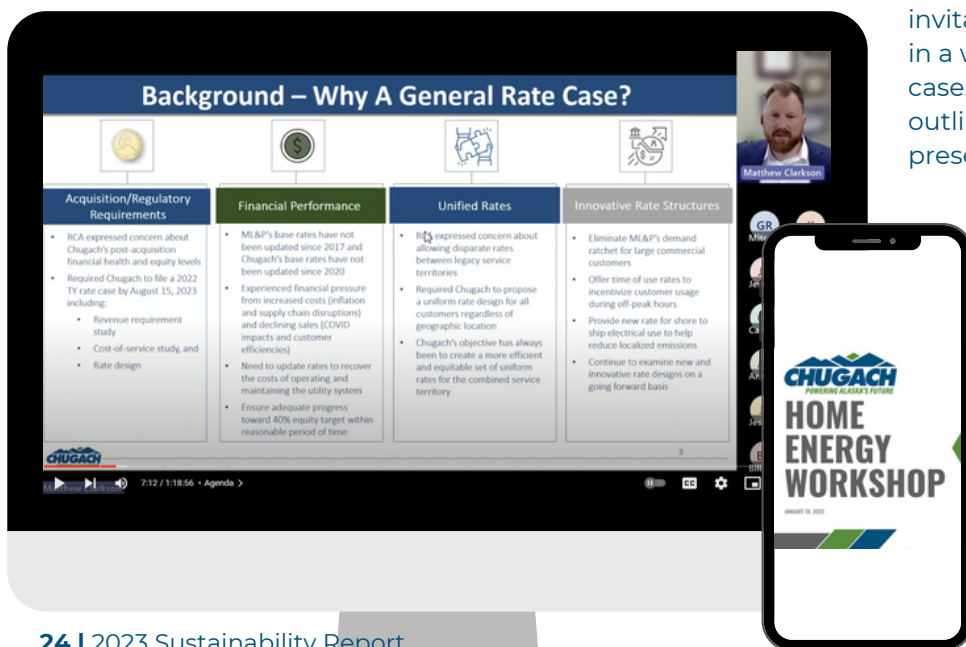 invita
in a v
case.
outli
prese
Background – Why A General Rate Case?
Matthew Clarkson
Acquisition/Regulatory
Requirements
• RCA expressed concern about
Chugach's post-acquisition
financial health and equity levels
• Required Chugach to file a 2022
TY rate case by August 15, 2023
including:
• Revenue requirement
study
• Cost-of-service study, and
• Rate design
Financial Performance
• ML&P's base rates have not
been updated since 2017 and
Chugach's base rates have not
been updated since 2020
• Experienced financial pressure
from increased costs (inflation
and supply chain disruptions)
and declining sales (COVID
impacts and customer
efficiencies)
• Need to update rates to recover
the costs of operating and
maintaining the utility system
• Ensure adequate progress
toward 40% equity target within
reasonable period of time
Unified Rates
• RCA expressed concern about
allowing disparate rates
between legacy service
territories
• Required Chugach to propose
a uniform rate design for all
customers regardless of
geographic location
• Chugach's objective has always
been to create a more efficient
and equitable set of uniform
rates for the combined service
territory
Innovative Rate Structures
• Eliminate ML&P's demand
ratchet for large commercial
customers
• Offer time of use rates to
incentivize customer usage
during off-peak hours
• Provide new rate for shore to
ship electrical use to help
reduce localized emissions
• Continue to examine new and
innovative rate designs on a
going forward basis
CHUGACH
3
GR
Matthew Clarkson
7:12 / 1:18:56 • Agenda >
CC
CHUGACH
POWERING ALASKA'S FUTURE
HOME
ENERGY
WORKSHOP
JANUARY 19, 2023
24 | 2023 Sustainability Report